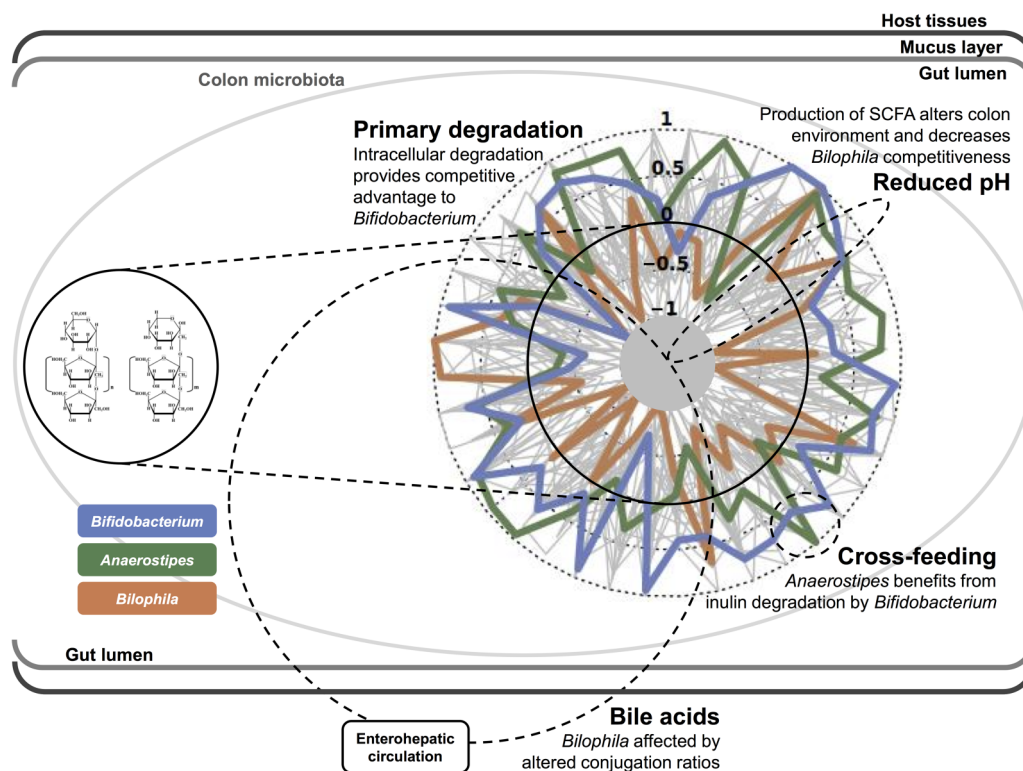 Host tissues
Mucus layer
Gut lumen
Colon microbiota
Primary degradation
Intracellular degradation
provides competitive
advantage to
Bifidobacterium
Production of SCFA alters colon
environment and decreases
Bilophila competitiveness
Reduced pH
1
0.5
0
−0.5
−1
Bifidobacterium
Anaerostipes
Bilophila
Cross-feeding
Anaerostipes benefits from
inulin degradation by Bifidobacterium
Gut lumen
Bile acids
Bilophila affected by
altered conjugation ratios
Enterohepatic
circulation